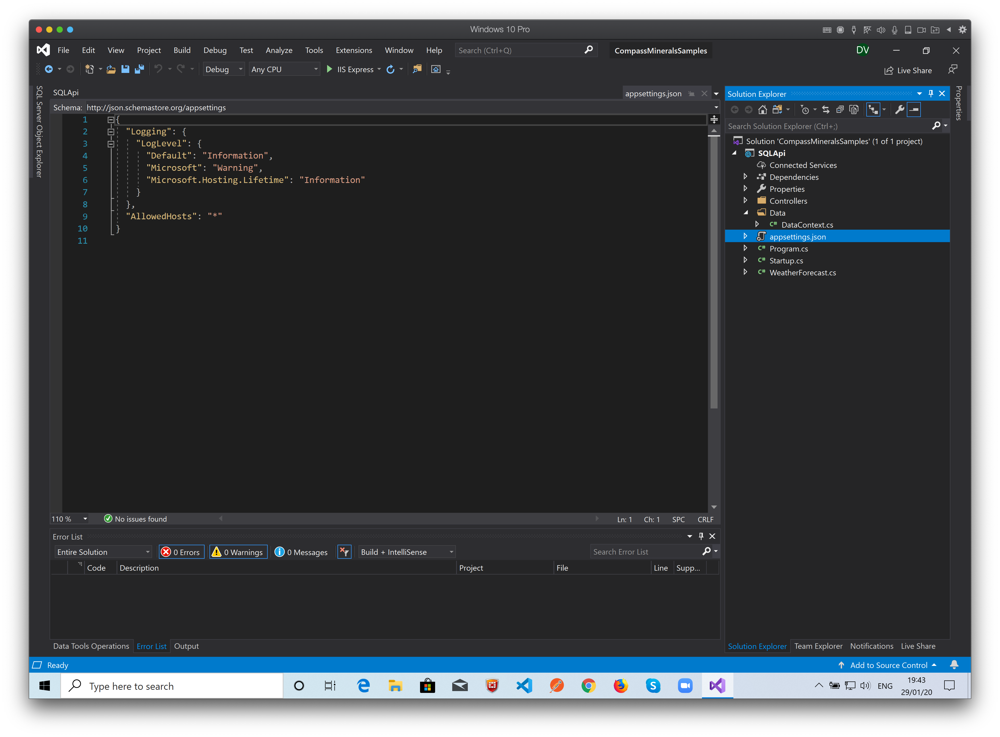 Windows 10 Pro
File Edit View Project Build Debug Test Analyze Tools Extensions Window Help Search (Ctrl+Q) CompassMineralsSamples DV
Debug Any CPU IIS Express Live Share
SQL Server Object Explorer
SQLApi appsettings.json
Schema: http://json.schemastore.org/appsettings
1 {
2 "Logging": {
3 "LogLevel": {
4 "Default": "Information",
5 "Microsoft": "Warning",
6 "Microsoft.Hosting.Lifetime": "Information"
7 }
8 },
9 "AllowedHosts": "*"
10 }
11
110 % No issues found Ln: 1 Ch: 1 SPC CRLF
Error List
Entire Solution 0 Errors 0 Warnings 0 Messages Build + IntelliSense Search Error List
Code Description Project File Line Supp...
Data Tools Operations Error List Output
Solution Explorer
Search Solution Explorer (Ctrl+;)
Solution 'CompassMineralsSamples' (1 of 1 project)
SQLApi
Connected Services
Dependencies
Properties
Controllers
Data
C# DataContext.cs
appsettings.json
C# Program.cs
C# Startup.cs
C# WeatherForecast.cs
Solution Explorer Team Explorer Notifications Live Share
Properties
Ready Add to Source Control
Type here to search ENG 19:43
29/01/20